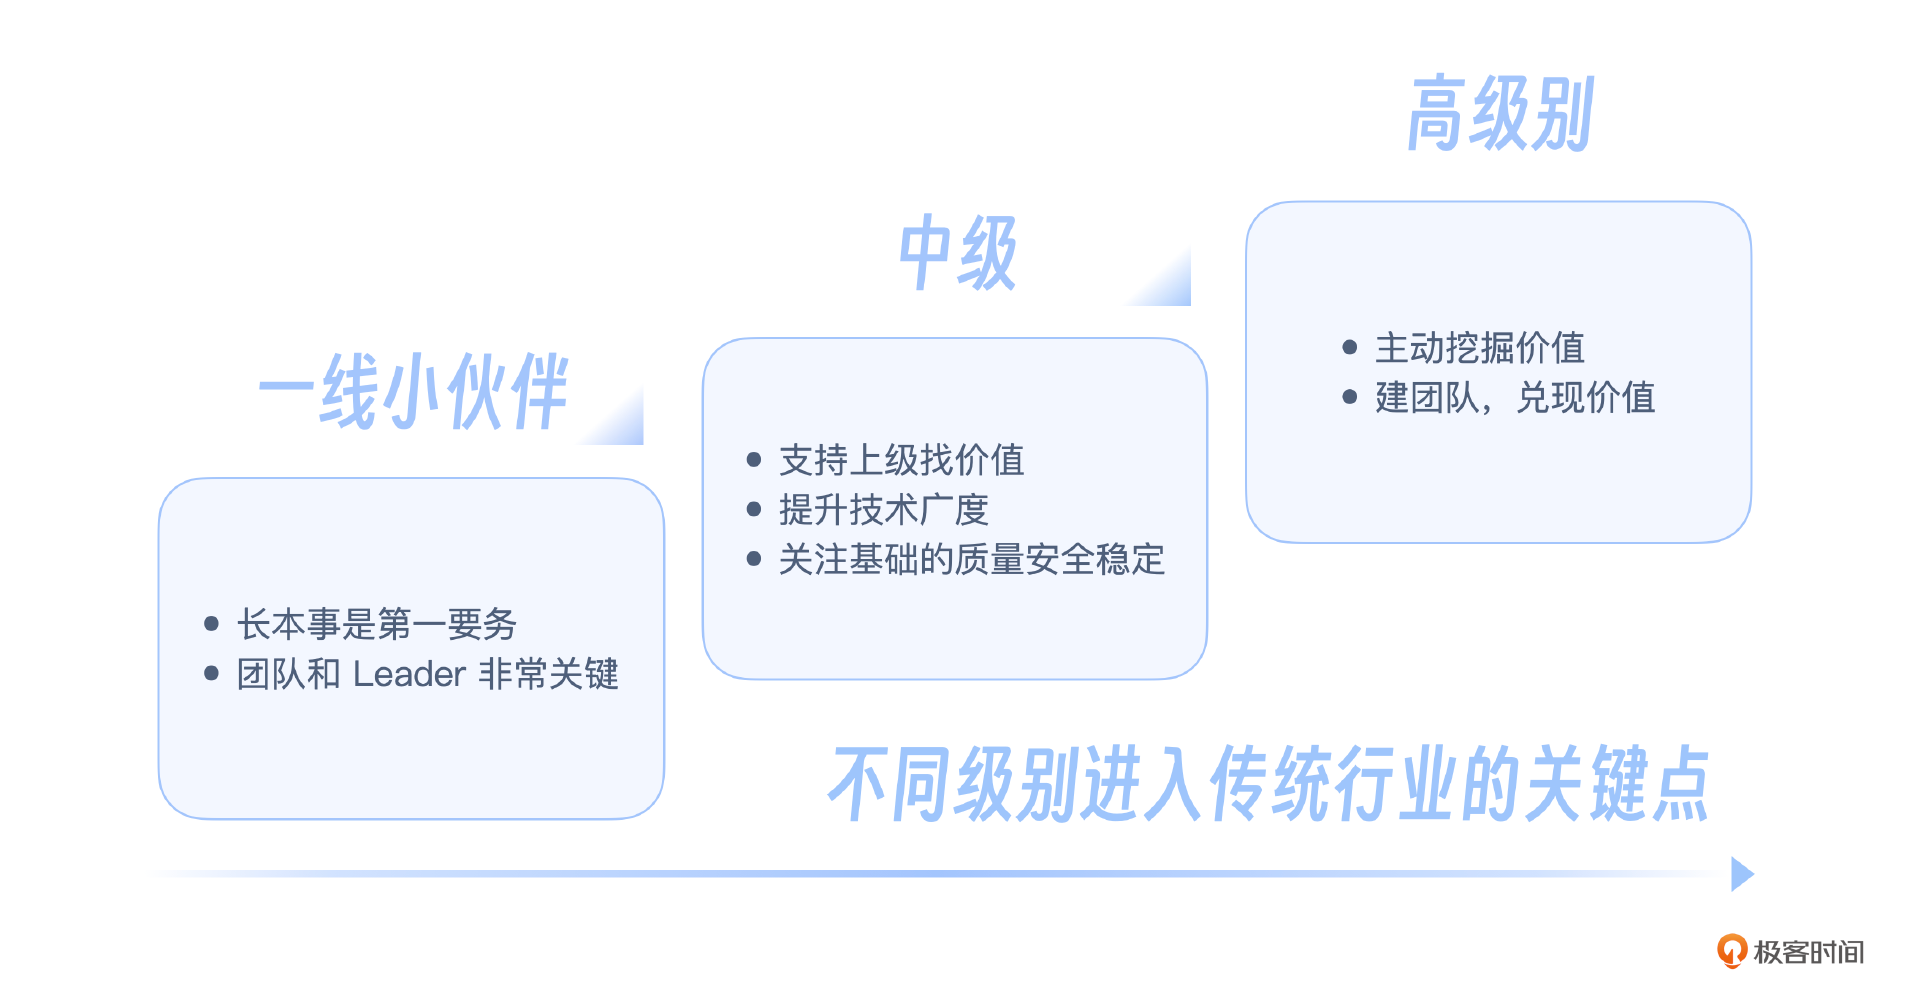 高级别
主动挖掘价值
建团队，兑现价值
中级
支持上级找价值
提升技术广度
关注基础的质量安全稳定
一线小伙伴
长本事是第一要务
团队和 Leader 非常关键
不同级别进入传统行业的关键点
极客时间